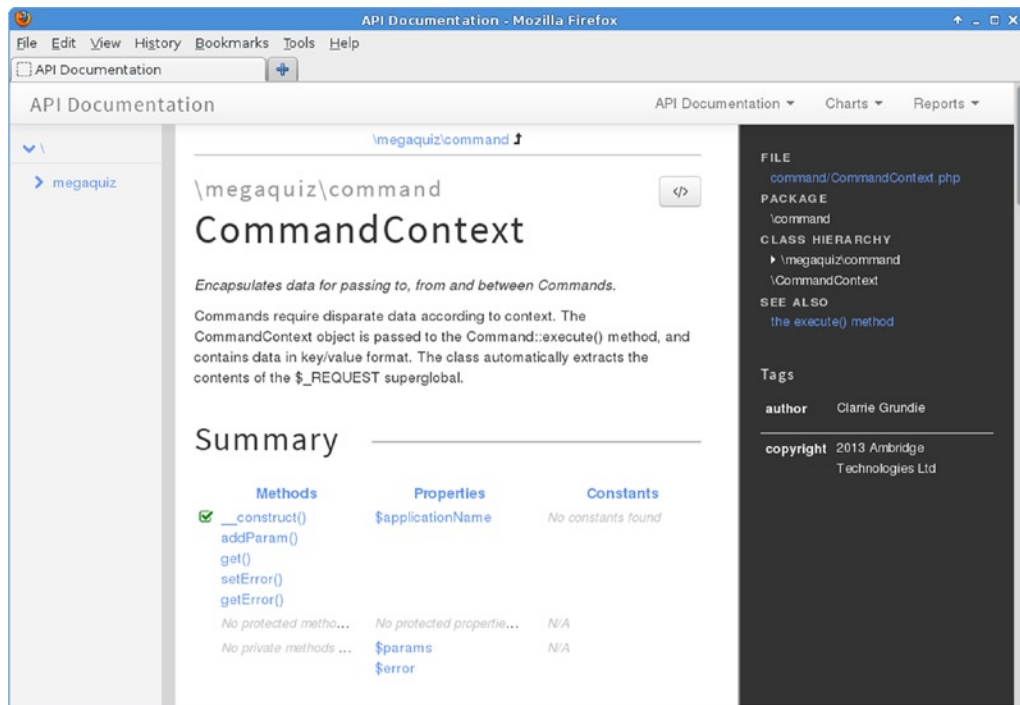 API Documentation - Mozilla Firefox
File Edit View History Bookmarks Tools Help
API Documentation
API Documentation
API Documentation Charts Reports
\
megaquiz
\megaquiz\command
\megaquiz\command
</>
CommandContext
Encapsulates data for passing to, from and between Commands.
Commands require disparate data according to context. The
CommandContext object is passed to the Command::execute() method, and
contains data in key/value format. The class automatically extracts the
contents of the $_REQUEST superglobal.
Summary
Methods Properties Constants
__construct() $applicationName No constants found
addParam()
get()
setError()
getError()
No protected metho... No protected propertie... N/A
No private methods ... $params N/A
$error
FILE
command/CommandContext.php
PACKAGE
\command
CLASS HIERARCHY
\megaquiz\command
\CommandContext
SEE ALSO
the execute() method
Tags
author Clarrie Grundie
copyright 2013 Ambridge
Technologies Ltd